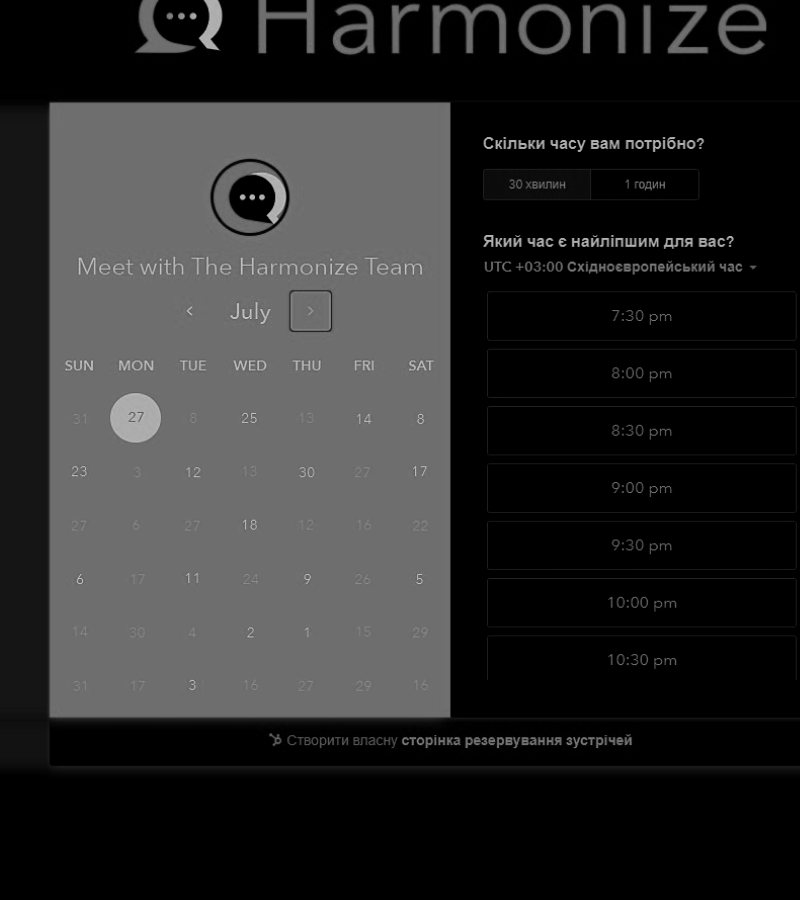 Harmonize
Meet with The Harmonize Team
July
SUN MON TUE WED THU FRI SAT
31 27 8 25 13 14 8
23 3 12 13 30 27 17
27 6 27 18 12 16 22
6 17 11 24 9 26 5
14 30 4 2 1 15 29
31 17 3 16 27 29 16
Скільки часу вам потрібно?
30 хвилин 1 годин
Який час є найліпшим для вас?
UTC +03:00 Східноєвропейський час
7:30 pm
8:00 pm
8:30 pm
9:00 pm
9:30 pm
10:00 pm
10:30 pm
Створити власну сторінка резервування зустрічей